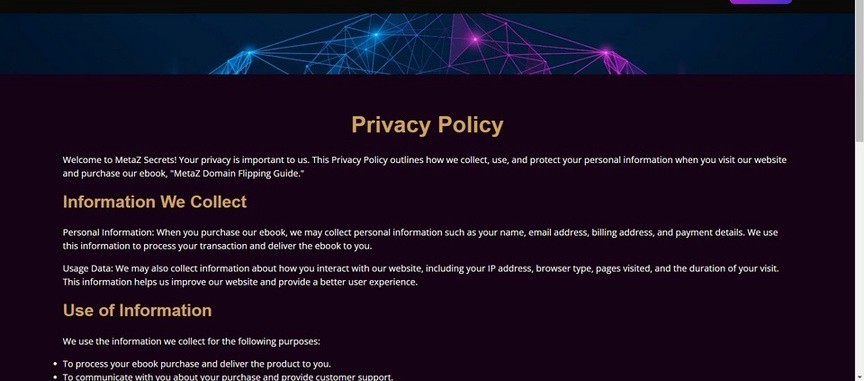 Privacy Policy
Welcome to MetaZ Secrets! Your privacy is important to us. This Privacy Policy outlines how we collect, use, and protect your personal information when you visit our website
and purchase our ebook, "MetaZ Domain Flipping Guide."
Information We Collect
Personal Information: When you purchase our ebook, we may collect personal information such as your name, email address, billing address, and payment details. We use
this information to process your transaction and deliver the ebook to you.
Usage Data: We may also collect information about how you interact with our website, including your IP address, browser type, pages visited, and the duration of your visit.
This information helps us improve our website and provide a better user experience.
Use of Information
We use the information we collect for the following purposes:
• To process your ebook purchase and deliver the product to you.
• To communicate with you about your purchase and provide customer support.